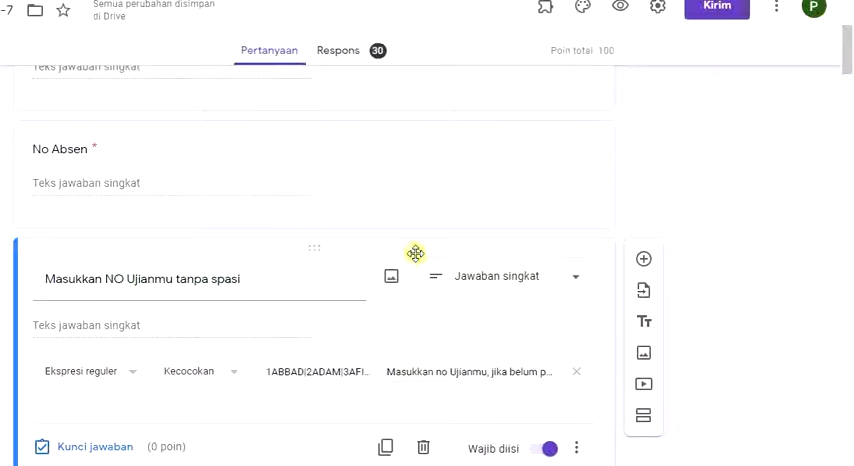 -7
Semua perubahan disimpan
di Drive
Kirim
P
Pertanyaan Respons 30 Poin total 100
Teks jawaban singkat
No Absen *
Teks jawaban singkat
Masukkan NO Ujianmu tanpa spasi Jawaban singkat
Teks jawaban singkat
Ekspresi reguler Kecocokan 1ABBAD|2ADAM|3AFI... Masukkan no Ujianmu, jika belum p...
Kunci jawaban (0 poin) Wajib diisi